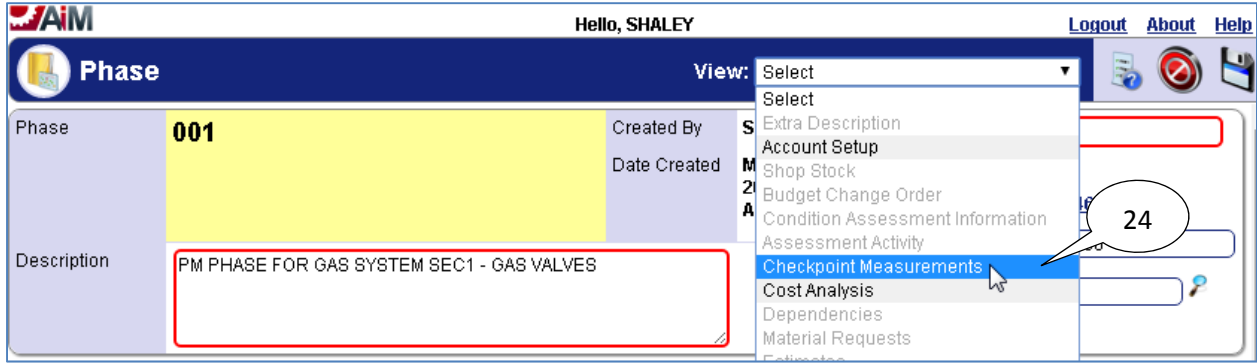 AiM
Hello, SHALEY
Logout About Help
Phase
View: Select
Select
Extra Description
Account Setup
Shop Stock
Budget Change Order
Condition Assessment Information
Assessment Activity
Checkpoint Measurements
Cost Analysis
Dependencies
Material Requests
Estimates
Phase
001
Created By
S
Date Created
M
2
A
24
Description
PM PHASE FOR GAS SYSTEM SEC1 - GAS VALVES